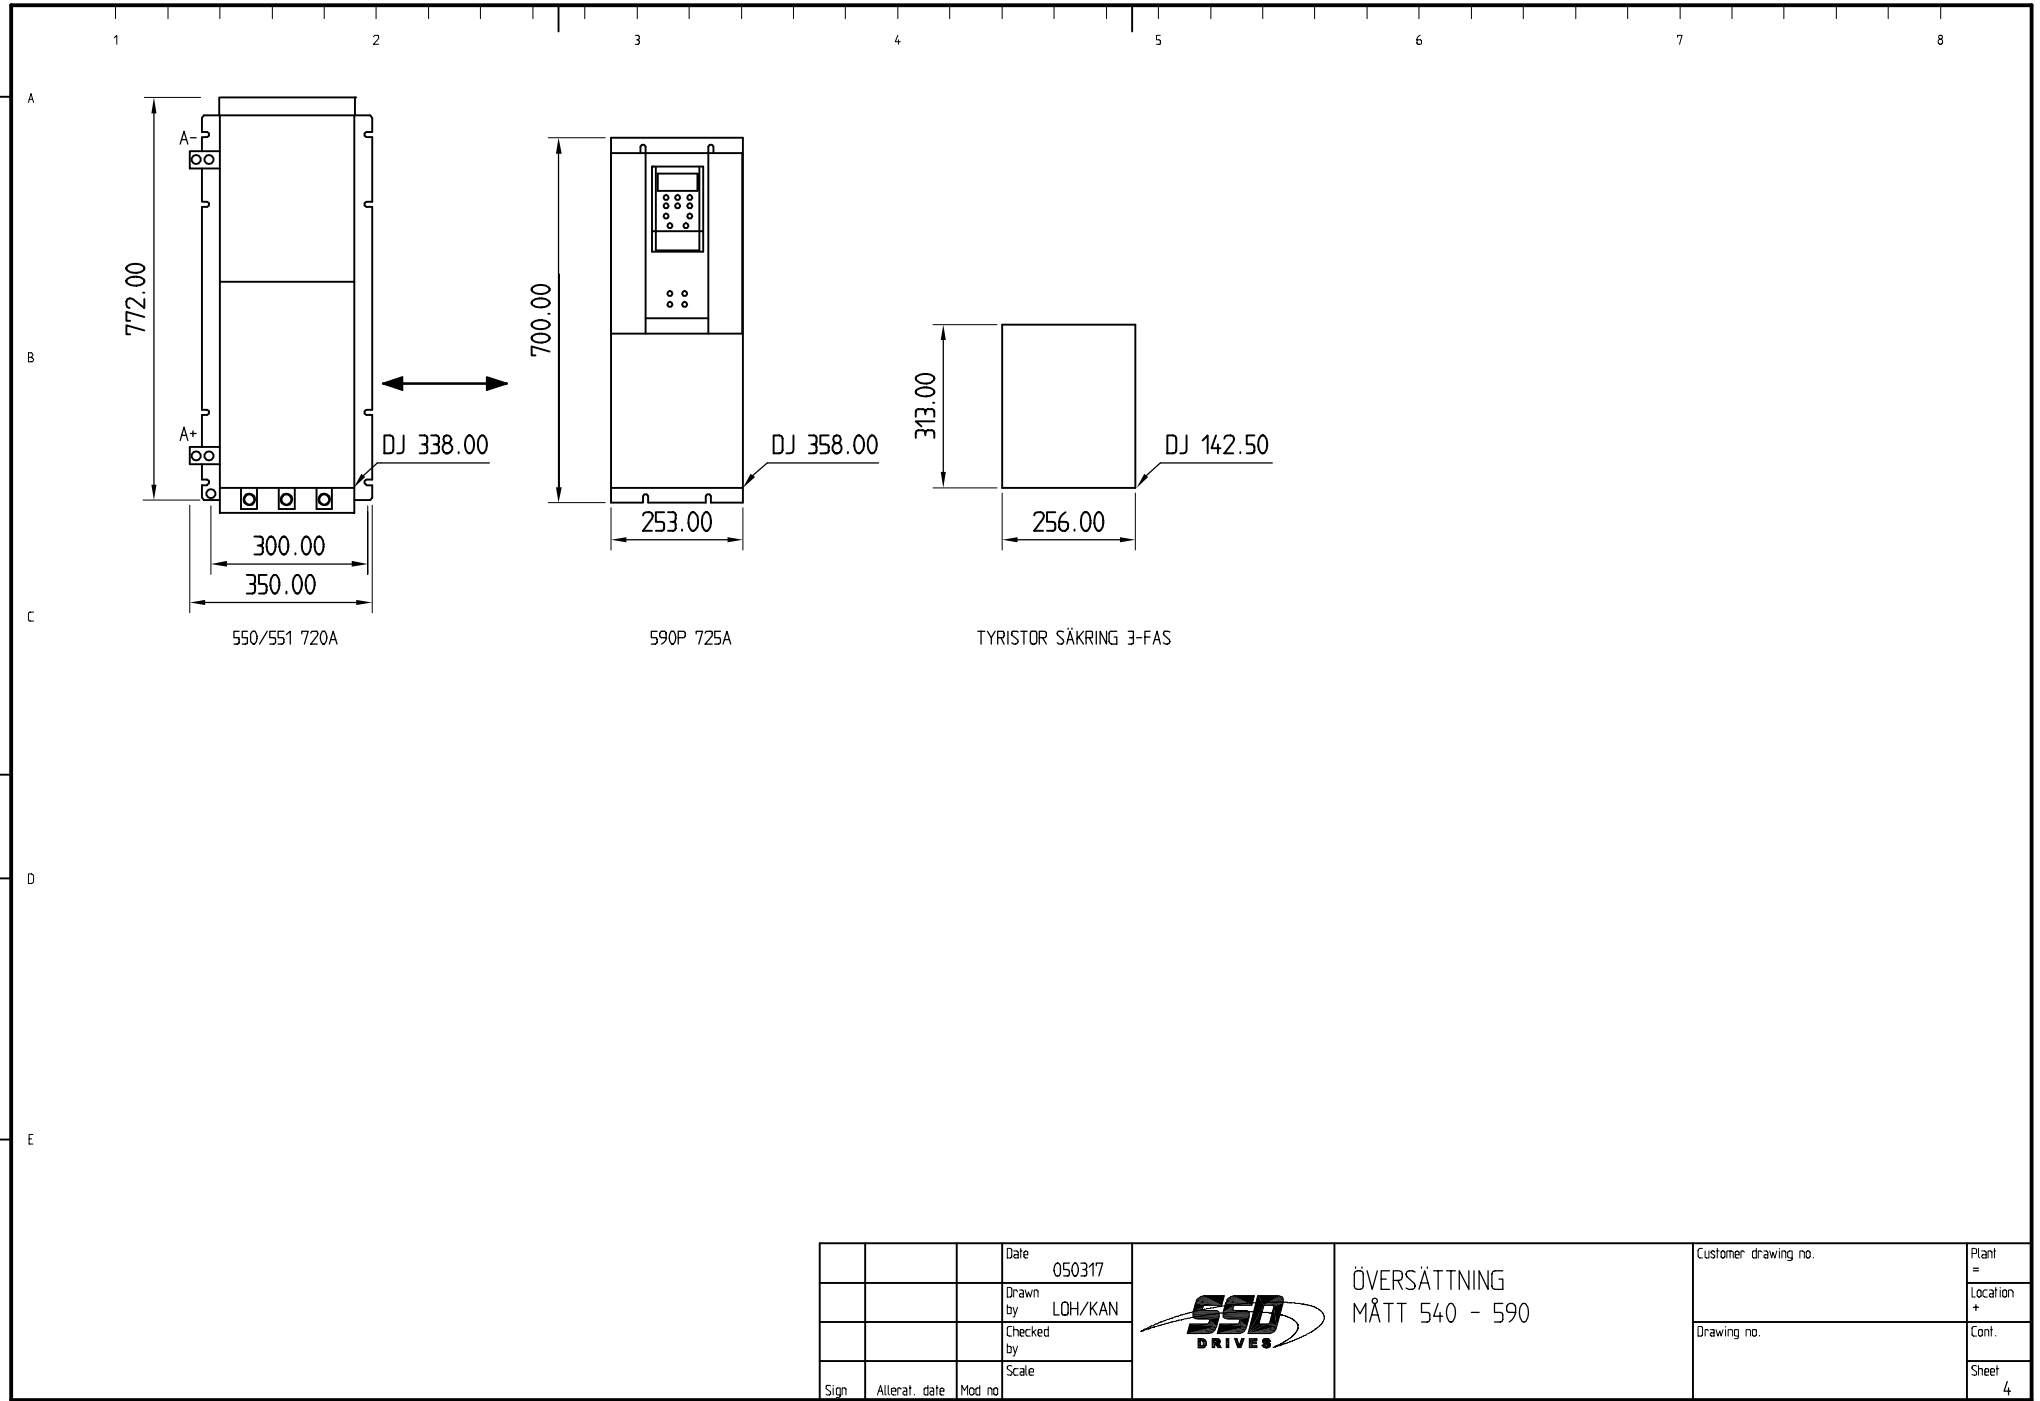 1 2 3 4 5 6 7 8
A
B
C
D
E
A-
A+
772.00
DJ 338.00
300.00
350.00
550/551 720A
700.00
DJ 358.00
253.00
590P 725A
313.00
DJ 142.50
256.00
TYRISTOR SÄKRING 3-FAS
Date
050317
Drawn
by LOH/KAN
Checked
by
Scale
Sign Allerat. date Mod no
SSD
DRIVES
ÖVERSÄTTNING
MÅTT 540 - 590
Customer drawing no.
Drawing no.
Plant
=
Location
+
Cont.
Sheet
4